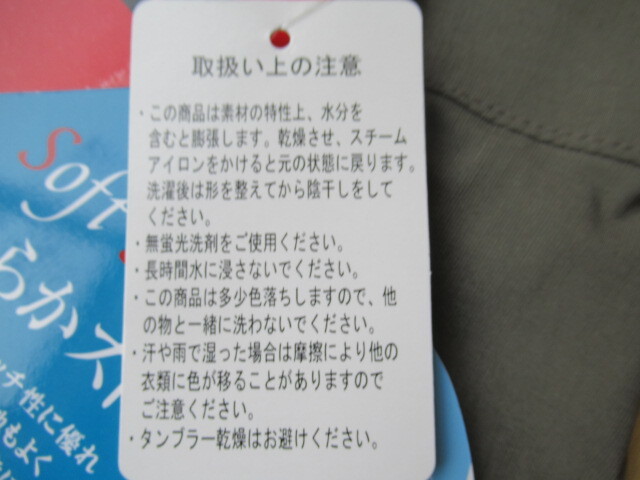 取扱い上の注意
・この商品は素材の特性上、水分を
含むと膨張します。乾燥させ、スチーム
アイロンをかけると元の状態に戻ります。
洗濯後は形を整えてから陰干しをして
ください。
・無蛍光洗剤をご使用ください。
・長時間水に浸さないでください。
・この商品は多少色落ちしますので、他
の物と一緒に洗わないでください。
・汗や雨で湿った場合は摩擦により他の
衣類に色が移ることがありますので
ご注意ください。
・タンブラー乾燥はお避けください。
Soft
らかス
ッチ性に優れ
もよく